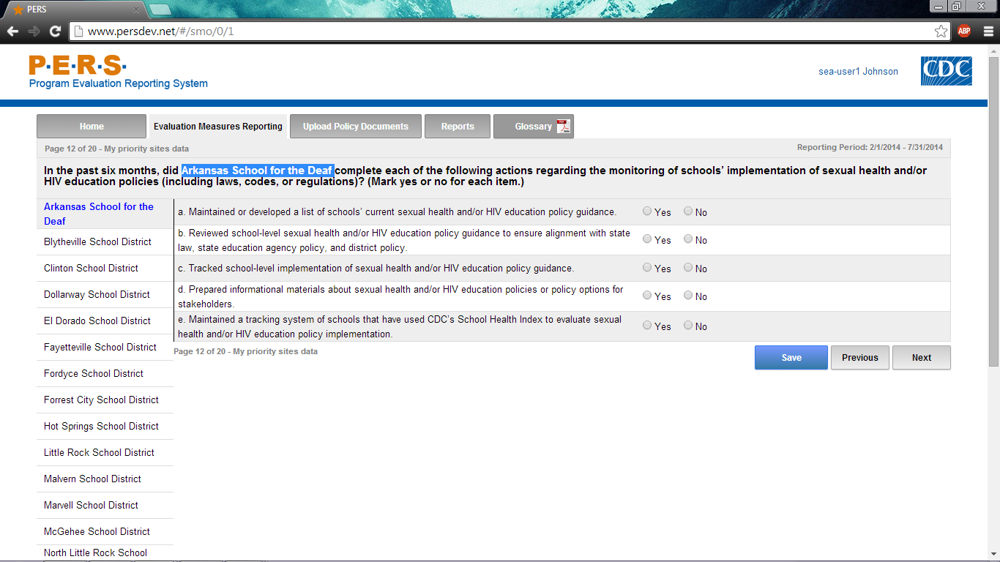 PERS
www.persdev.net/#/smo/0/1
ABP
P·E·R·S·
Program Evaluation Reporting System
sea-user1 Johnson
CDC
Home
Evaluation Measures Reporting
Upload Policy Documents
Reports
Glossary
Page 12 of 20 - My priority sites data
Reporting Period: 2/1/2014 - 7/31/2014
In the past six months, did Arkansas School for the Deaf complete each of the following actions regarding the monitoring of schools’ implementation of sexual health and/or
HIV education policies (including laws, codes, or regulations)? (Mark yes or no for each item.)
Arkansas School for the
Deaf
Blytheville School District
Clinton School District
Dollarway School District
El Dorado School District
Fayetteville School District
Fordyce School District
Forrest City School District
Hot Springs School District
Little Rock School District
Malvern School District
Marvell School District
McGehee School District
North Little Rock School
a. Maintained or developed a list of schools’ current sexual health and/or HIV education policy guidance.
Yes No
b. Reviewed school-level sexual health and/or HIV education policy guidance to ensure alignment with state
law, state education agency policy, and district policy.
Yes No
c. Tracked school-level implementation of sexual health and/or HIV education policy guidance.
Yes No
d. Prepared informational materials about sexual health and/or HIV education policies or policy options for
stakeholders.
Yes No
e. Maintained a tracking system of schools that have used CDC’s School Health Index to evaluate sexual
health and/or HIV education policy implementation.
Yes No
Page 12 of 20 - My priority sites data
Save
Previous
Next